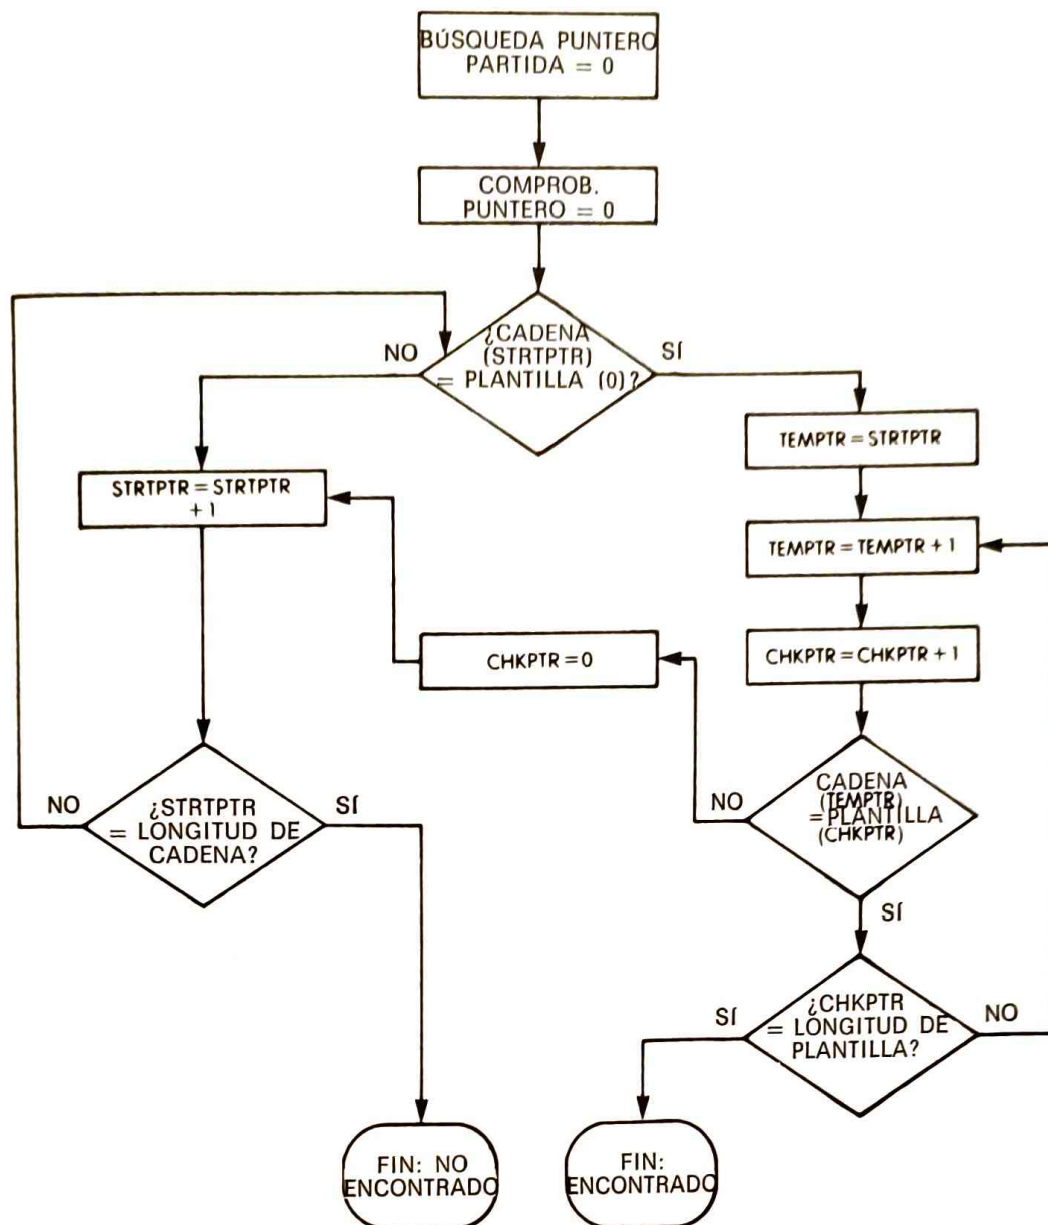 BÚSQUEDA PUNTERO
PARTIDA = 0
COMPROB.
PUNTERO = 0
¿CADENA
(STRTPTR)
= PLANTILLA (0)?
NO
SÍ
TEMPTR = STRTPTR
STRTPTR = STRTPTR
+ 1
TEMPTR = TEMPTR + 1
CHKPTR = CHKPTR + 1
CHKPTR = 0
CADENA
(TEMPTR)
= PLANTILLA
(CHKPTR)
NO
SÍ
¿STRTPTR
= LONGITUD DE
CADENA?
NO
SÍ
¿CHKPTR
= LONGITUD DE
PLANTILLA?
SÍ
NO
FIN: NO
ENCONTRADO
FIN:
ENCONTRADO